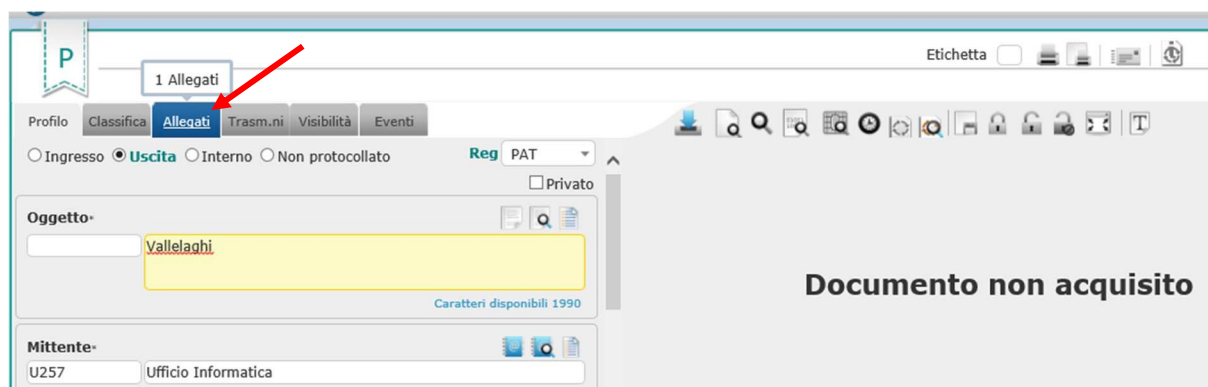 P
Etichetta
1 Allegati
Profilo Classifica Allegati Trasm.ni Visibilità Eventi
Ingresso Uscita Interno Non protocollato Reg PAT
Privato
Oggetto*
Vallelaghi
Caratteri disponibili 1990
Documento non acquisito
Mittente*
U257 Ufficio Informatica